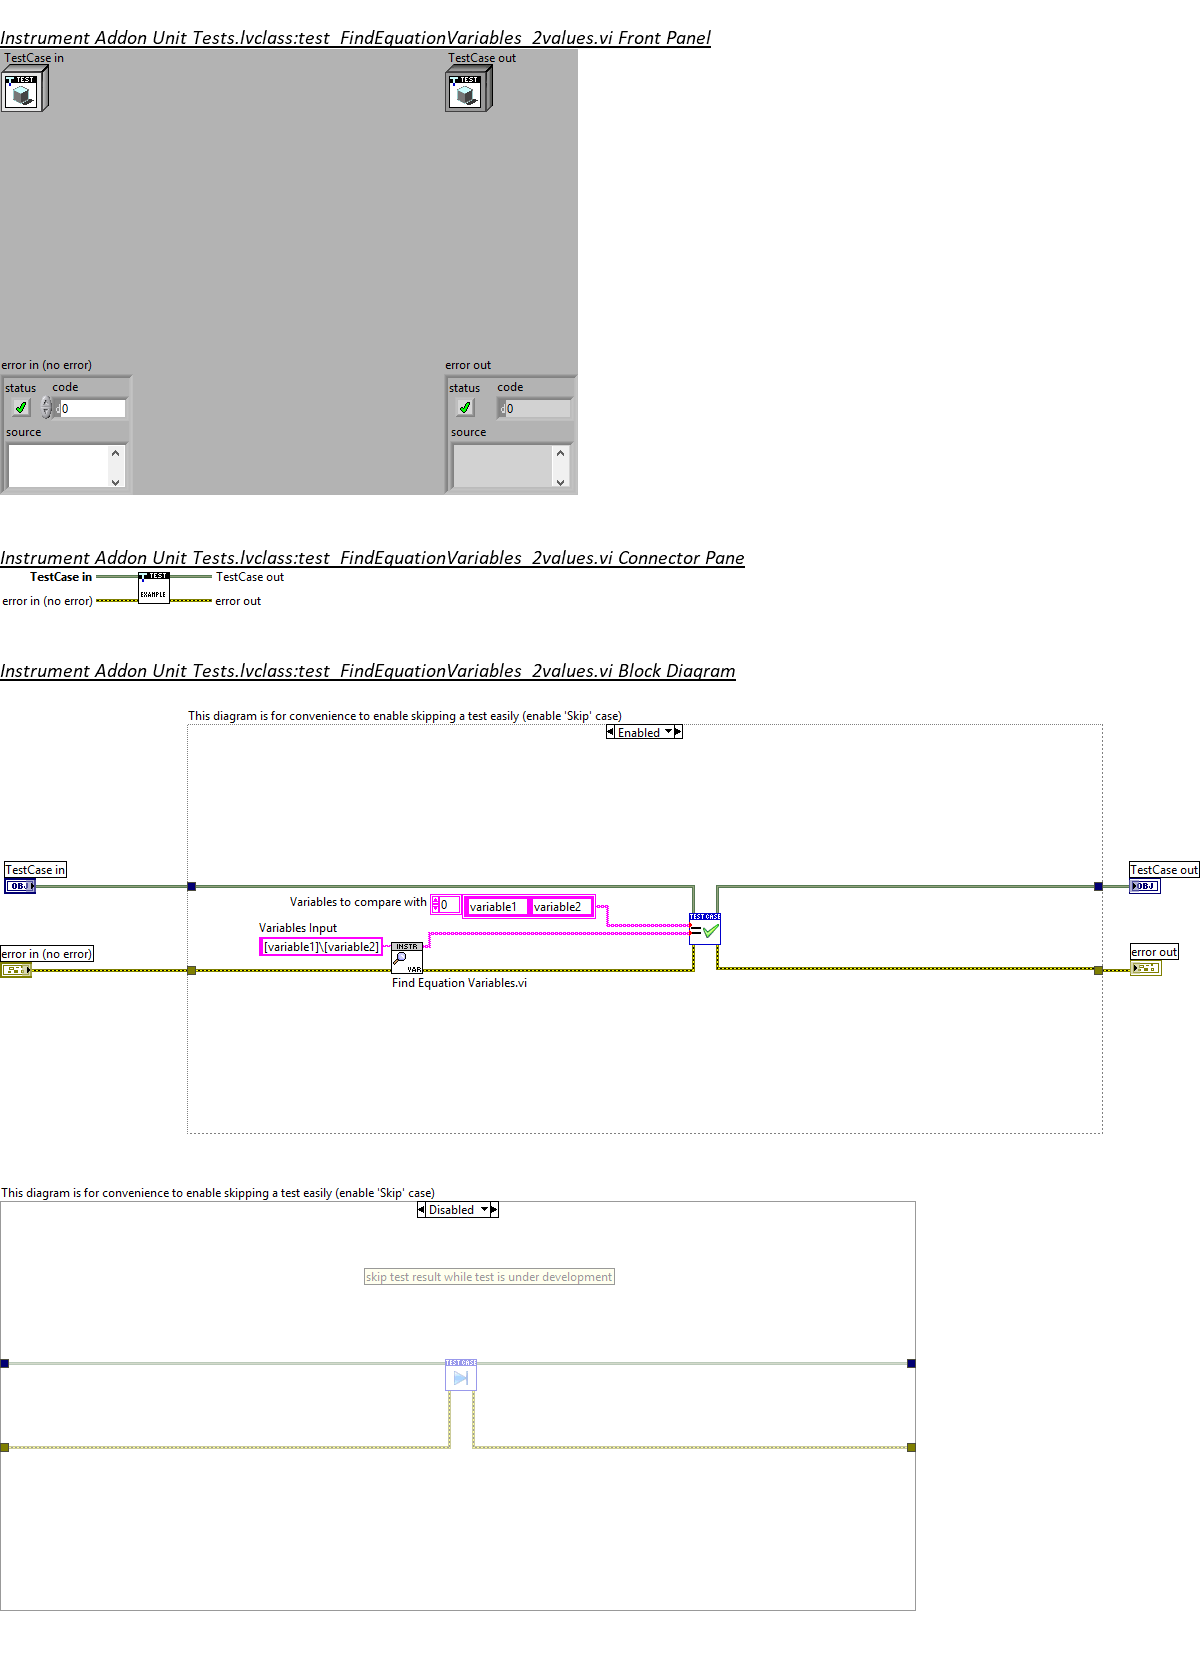 Instrument Addon Unit Tests.lvclass:test_FindEquationVariables_2values.vi Front Panel
TestCase in
TestCase out
TEST
TEST
error in (no error)
error out
status
code
status
code
d0
d0
source
source
Instrument Addon Unit Tests.lvclass:test_FindEquationVariables_2values.vi Connector Pane
TestCase in
TEST
EXAMPLE
TestCase out
error in (no error)
error out
Instrument Addon Unit Tests.lvclass:test_FindEquationVariables_2values.vi Block Diagram
This diagram is for convenience to enable skipping a test easily (enable 'Skip' case)
Enabled
TestCase in
OBJ
TestCase out
OBJ
Variables to compare with
0
variable1
variable2
TEST CASE
Variables Input
[variable1]\[variable2]
INSTR
VAR
error in (no error)
error out
Find Equation Variables.vi
This diagram is for convenience to enable skipping a test easily (enable 'Skip' case)
Disabled
skip test result while test is under development
TEST CASE